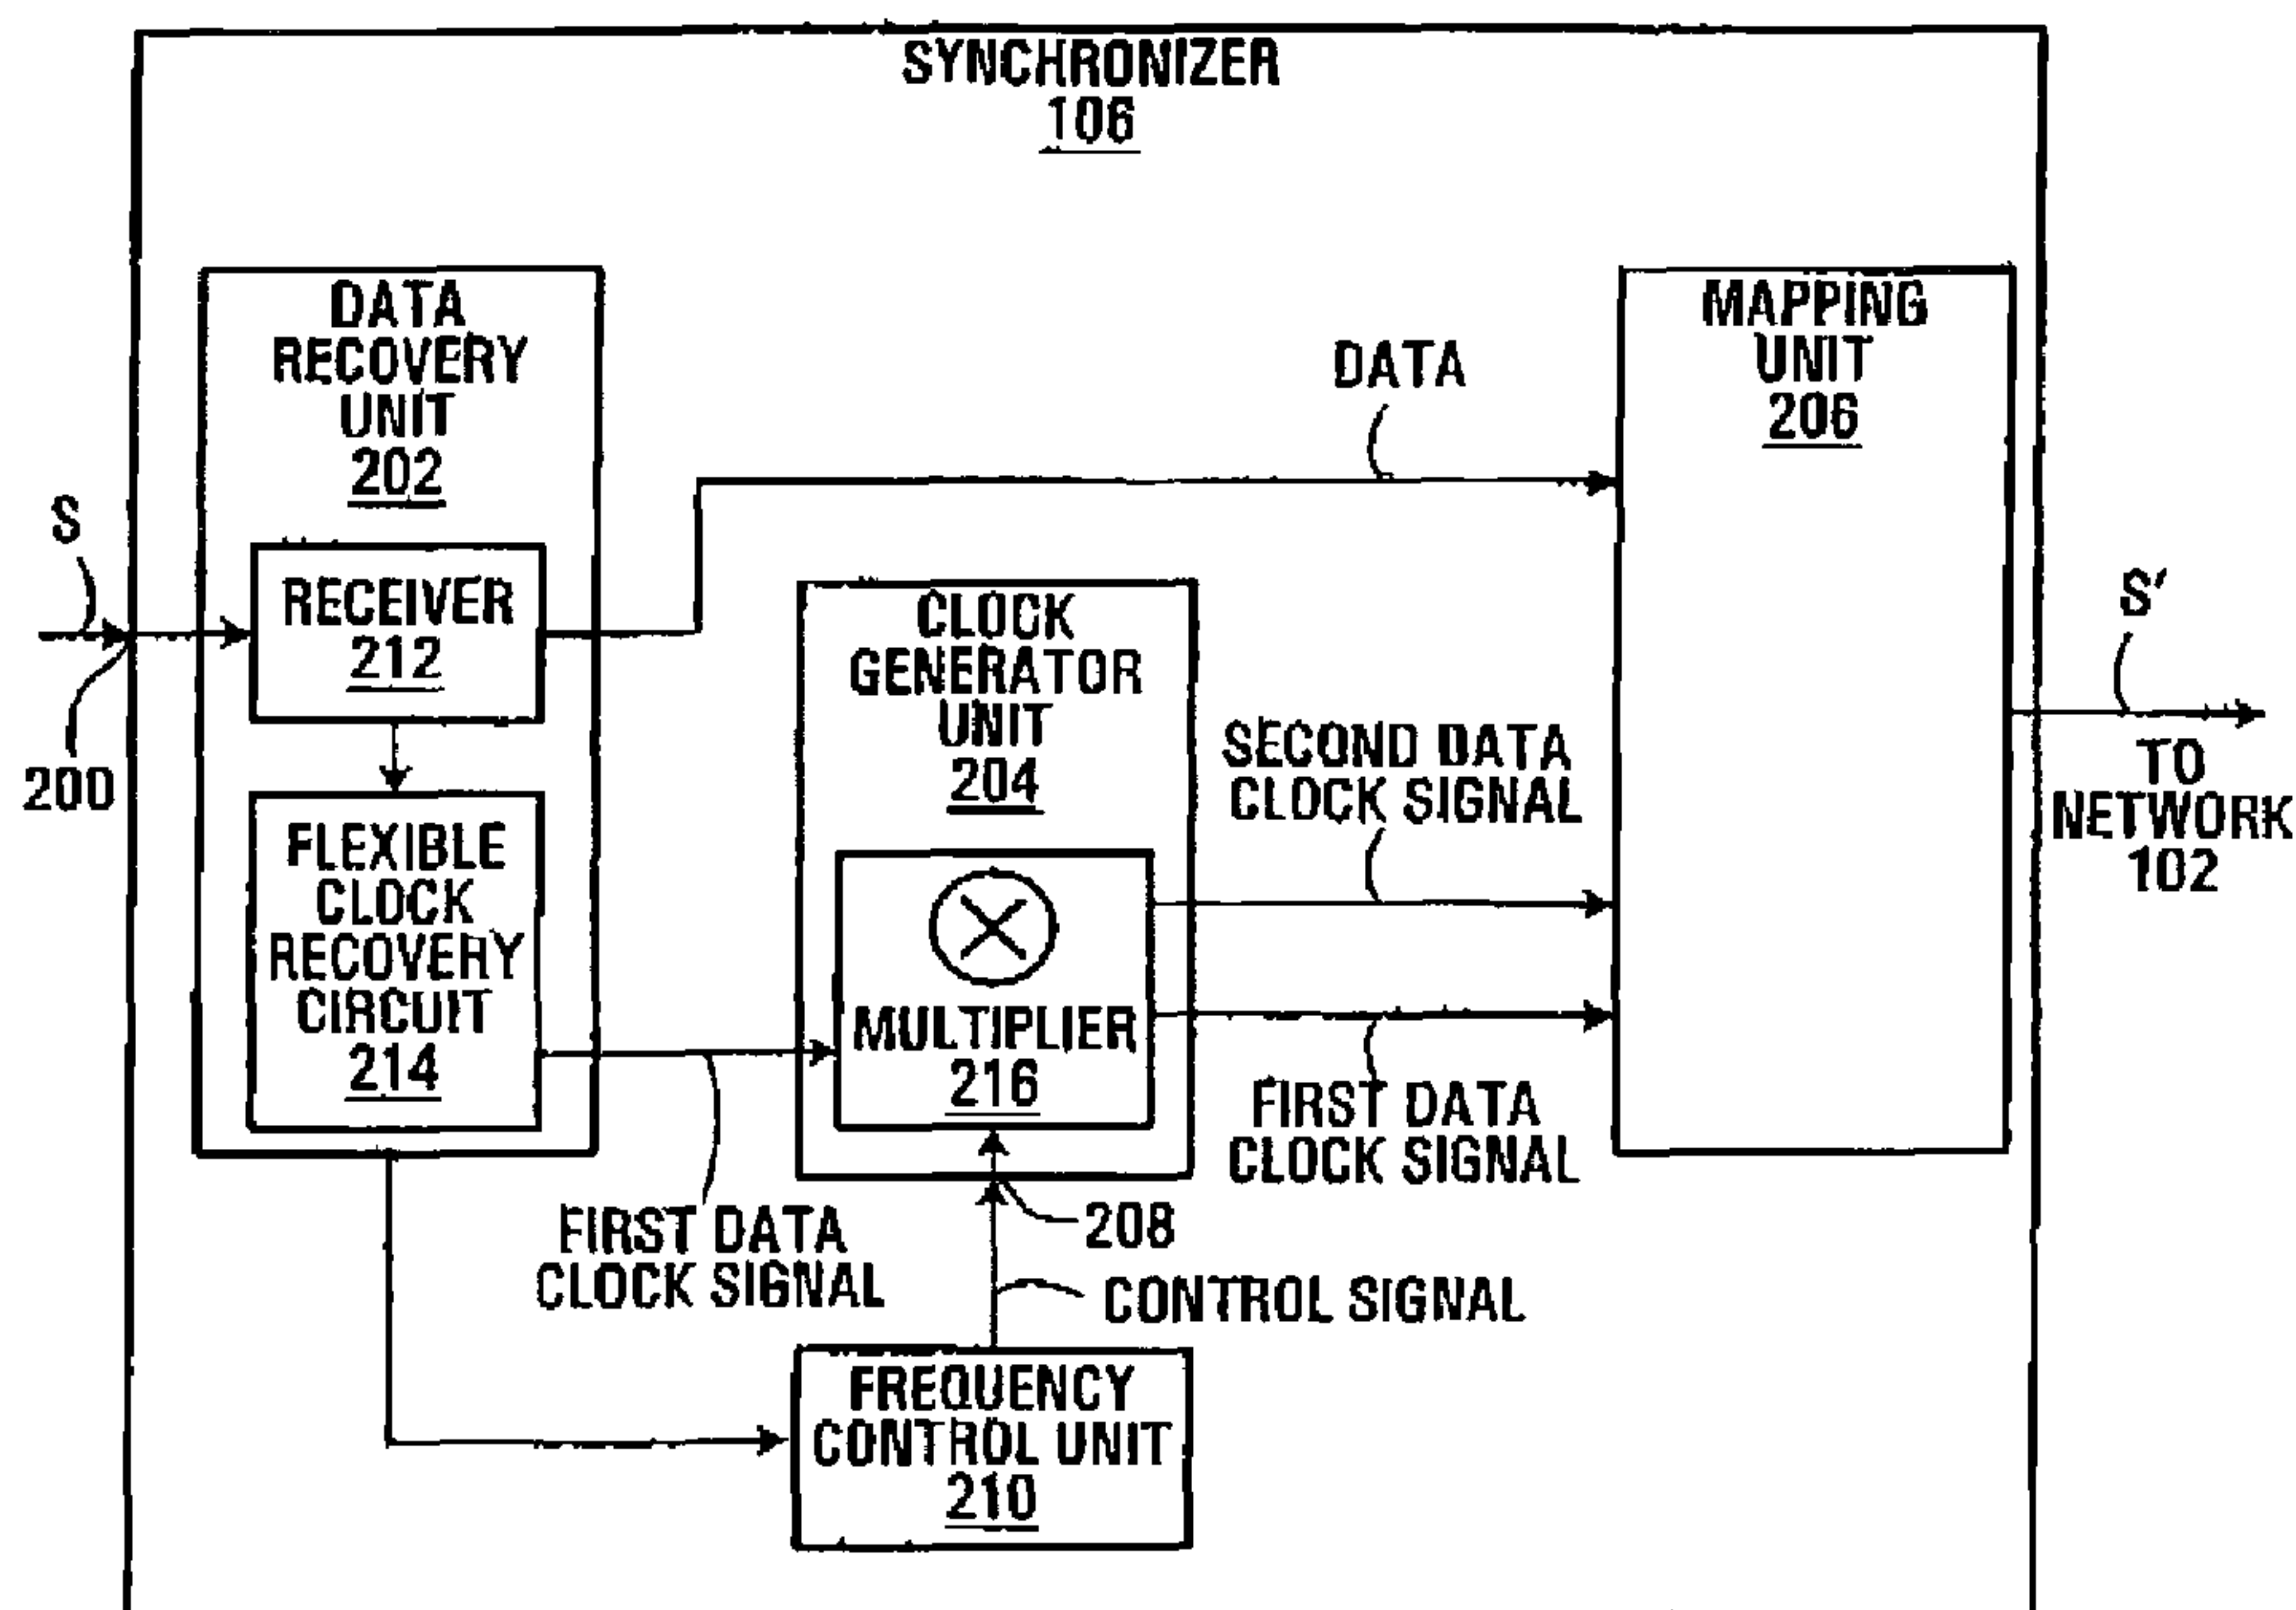 SYNCHRONIZER
106
DATA
RECOVERY
UNIT
202
S
200
RECEIVER
212
FLEXIBLE
CLOCK
RECOVERY
CIRCUIT
214
DATA
MAPPING
UNIT
206
CLOCK
GENERATOR
UNIT
204
MULTIPLIER
216
SECOND DATA
CLOCK SIGNAL
FIRST DATA
CLOCK SIGNAL
S'
TO
NETWORK
102
FIRST DATA
CLOCK SIGNAL
208
CONTROL SIGNAL
FREQUENCY
CONTROL UNIT
210